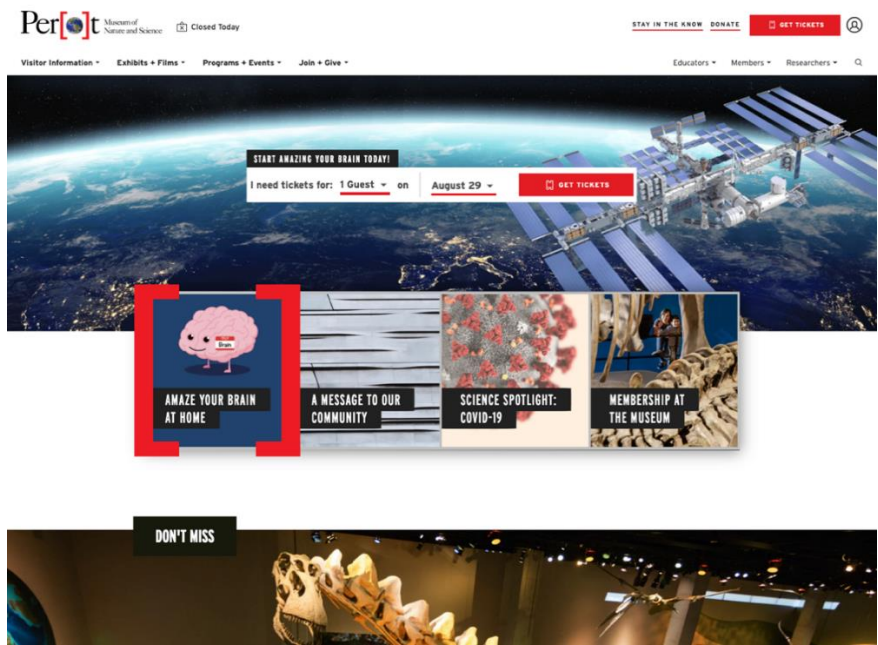 Perot Museum of
Nature and Science
Closed Today
STAY IN THE KNOW DONATE GET TICKETS
Visitor Information Exhibits + Films Programs + Events Join + Give Educators Members Researchers
START AMAZING YOUR BRAIN TODAY!
I need tickets for: 1 Guest on August 29 GET TICKETS
Brain
AMAZE YOUR BRAIN
AT HOME
A MESSAGE TO OUR
COMMUNITY
SCIENCE SPOTLIGHT:
COVID-19
MEMBERSHIP AT
THE MUSEUM
DON'T MISS